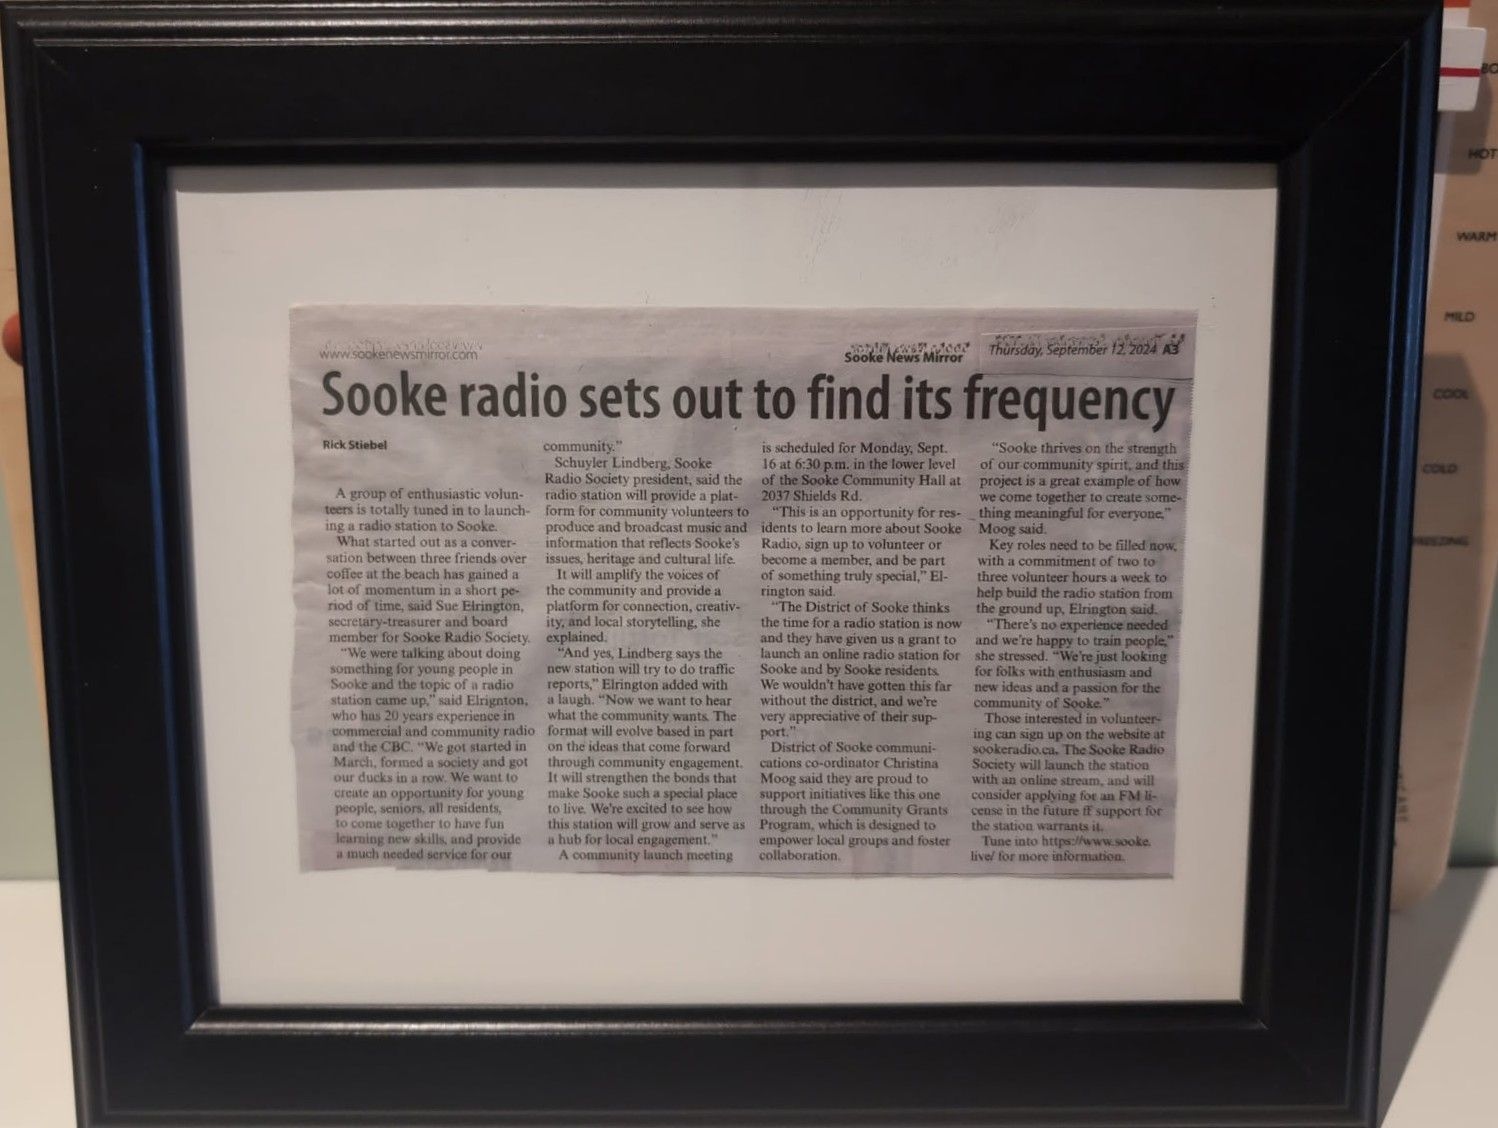 www.sookenewsmirror.com
Sooke News Mirror
Thursday, September 12, 2024 A3
Sooke radio sets out to find its frequency
Rick Stiebel
A group of enthusiastic volun-
teers is totally tuned in to launch-
ing a radio station to Sooke.
What started out as a conver-
sation between three friends over
coffee at the beach has gained a
lot of momentum in a short pe-
riod of time, said Sue Elrington,
secretary-treasurer and board
member for Sooke Radio Society.
“We were talking about doing
something for young people in
Sooke and the topic of a radio
station came up,” said Elrignton,
who has 20 years experience in
commercial and community radio
and the CBC. “We got started in
March, formed a society and got
our ducks in a row. We want to
create an opportunity for young
people, seniors, all residents,
to come together to have fun
learning new skills, and provide
a much needed service for our
community.”
Schuyler Lindberg, Sooke
Radio Society president, said the
radio station will provide a plat-
form for community volunteers to
produce and broadcast music and
information that reflects Sooke’s
issues, heritage and cultural life.
It will amplify the voices of
the community and provide a
platform for connection, creativ-
ity, and local storytelling, she
explained.
“And yes, Lindberg says the
new station will try to do traffic
reports,” Elrington added with
a laugh. “Now we want to hear
what the community wants. The
format will evolve based in part
on the ideas that come forward
through community engagement.
It will strengthen the bonds that
make Sooke such a special place
to live. We’re excited to see how
this station will grow and serve as
a hub for local engagement.”
A community launch meeting
is scheduled for Monday, Sept.
16 at 6:30 p.m. in the lower level
of the Sooke Community Hall at
2037 Shields Rd.
“This is an opportunity for res-
idents to learn more about Sooke
Radio, sign up to volunteer or
become a member, and be part
of something truly special,” El-
rington said.
“The District of Sooke thinks
the time for a radio station is now
and they have given us a grant to
launch an online radio station for
Sooke and by Sooke residents.
We wouldn’t have gotten this far
without the district, and we’re
very appreciative of their sup-
port.”
District of Sooke communi-
cations co-ordinator Christina
Moog said they are proud to
support initiatives like this one
through the Community Grants
Program, which is designed to
empower local groups and foster
collaboration.
“Sooke thrives on the strength
of our community spirit, and this
project is a great example of how
we come together to create some-
thing meaningful for everyone,”
Moog said.
Key roles need to be filled now,
with a commitment of two to
three volunteer hours a week to
help build the radio station from
the ground up, Elrington said.
“There’s no experience needed
and we’re happy to train people,”
she stressed. “We’re just looking
for folks with enthusiasm and
new ideas and a passion for the
community of Sooke.”
Those interested in volunteer-
ing can sign up on the website at
sookeradio.ca. The Sooke Radio
Society will launch the station
with an online stream, and will
consider applying for an FM li-
cense in the future ff support for
the station warrants it.
Tune into https://www.sooke.
live/ for more information.
HOT
WARM
MILD
COOL
COLD